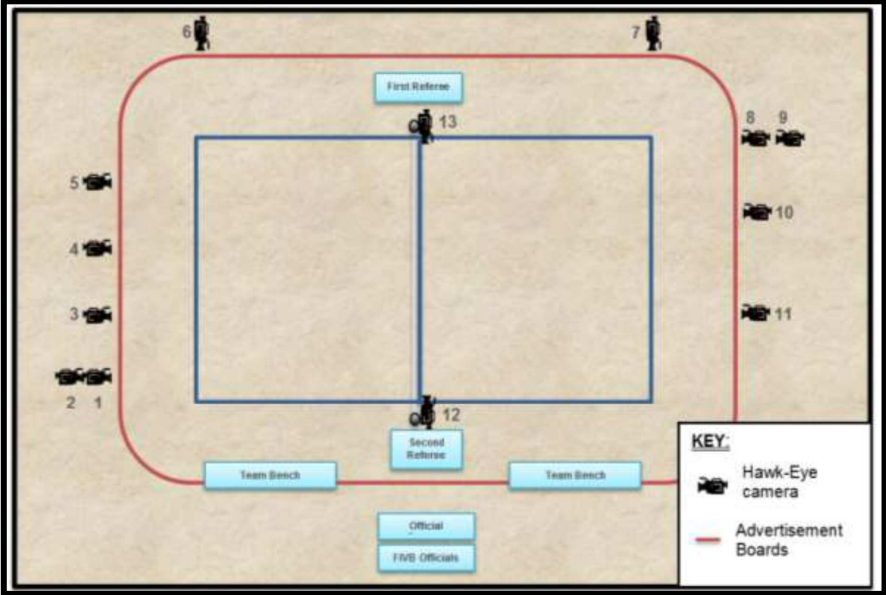 6
7
First Referee
13
8 9
5
10
4
3
11
2 1
12
Second
Referee
Team Bench
Team Bench
Official
FIVB Officials
KEY:
Hawk-Eye
camera
Advertisement
Boards